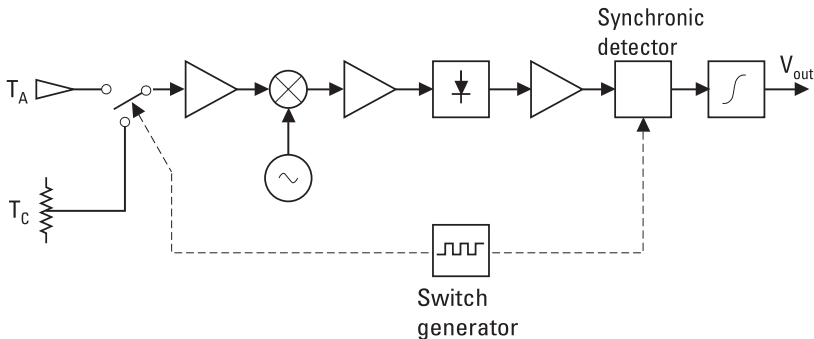 Synchronic
detector
T_A
V_out
T_C
Switch
generator